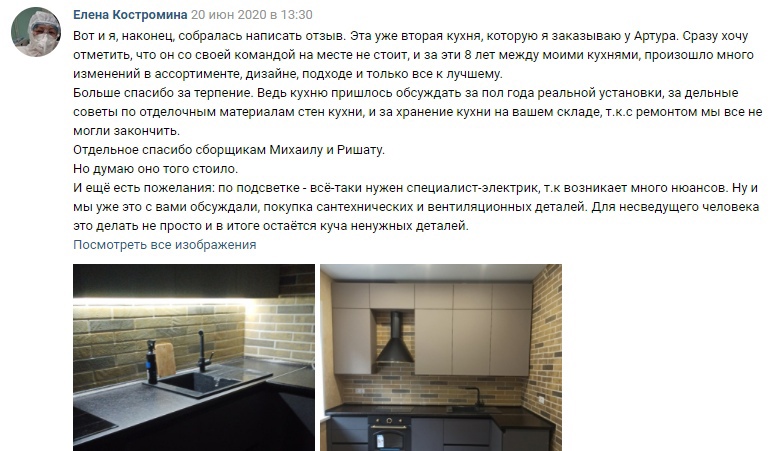 Елена Костромина 20 июн 2020 в 13:30
Вот и я, наконец, собралась написать отзыв. Эта уже вторая кухня, которую я заказываю у Артура. Сразу хочу
отметить, что он со своей командой на месте не стоит, и за эти 8 лет между моими кухнями, произошло много
изменений в ассортименте, дизайне, подходе и только все к лучшему.
Больше спасибо за терпение. Ведь кухню пришлось обсуждать за пол года реальной установки, за дельные
советы по отделочным материалам стен кухни, и за хранение кухни на вашем складе, т.к.с ремонтом мы все не
могли закончить.
Отдельное спасибо сборщикам Михаилу и Ришату.
Но думаю оно того стоило.
И ещё есть пожелания: по подсветке - всё-таки нужен специалист-электрик, т.к возникает много нюансов. Ну и
мы уже это с вами обсуждали, покупка сантехнических и вентиляционных деталей. Для несведущего человека
это делать не просто и в итоге остаётся куча ненужных деталей.
Посмотреть все изображения